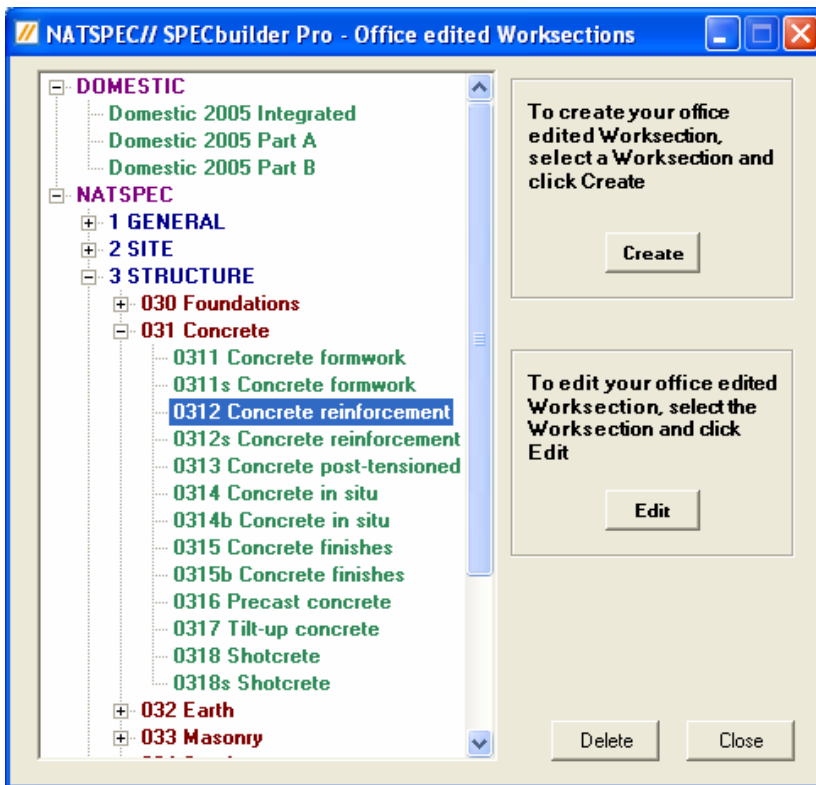 NATSPEC// SPECbuilder Pro - Office edited Worksections
DOMESTIC
Domestic 2005 Integrated
Domestic 2005 Part A
Domestic 2005 Part B
NATSPEC
1 GENERAL
2 SITE
3 STRUCTURE
030 Foundations
031 Concrete
0311 Concrete formwork
0311s Concrete formwork
0312 Concrete reinforcement
0312s Concrete reinforcement
0313 Concrete post-tensioned
0314 Concrete in situ
0314b Concrete in situ
0315 Concrete finishes
0315b Concrete finishes
0316 Precast concrete
0317 Tilt-up concrete
0318 Shotcrete
0318s Shotcrete
032 Earth
033 Masonry
To create your office
edited Worksection,
select a Worksection and
click Create
Create
To edit your office edited
Worksection, select the
Worksection and click
Edit
Edit
Delete
Close